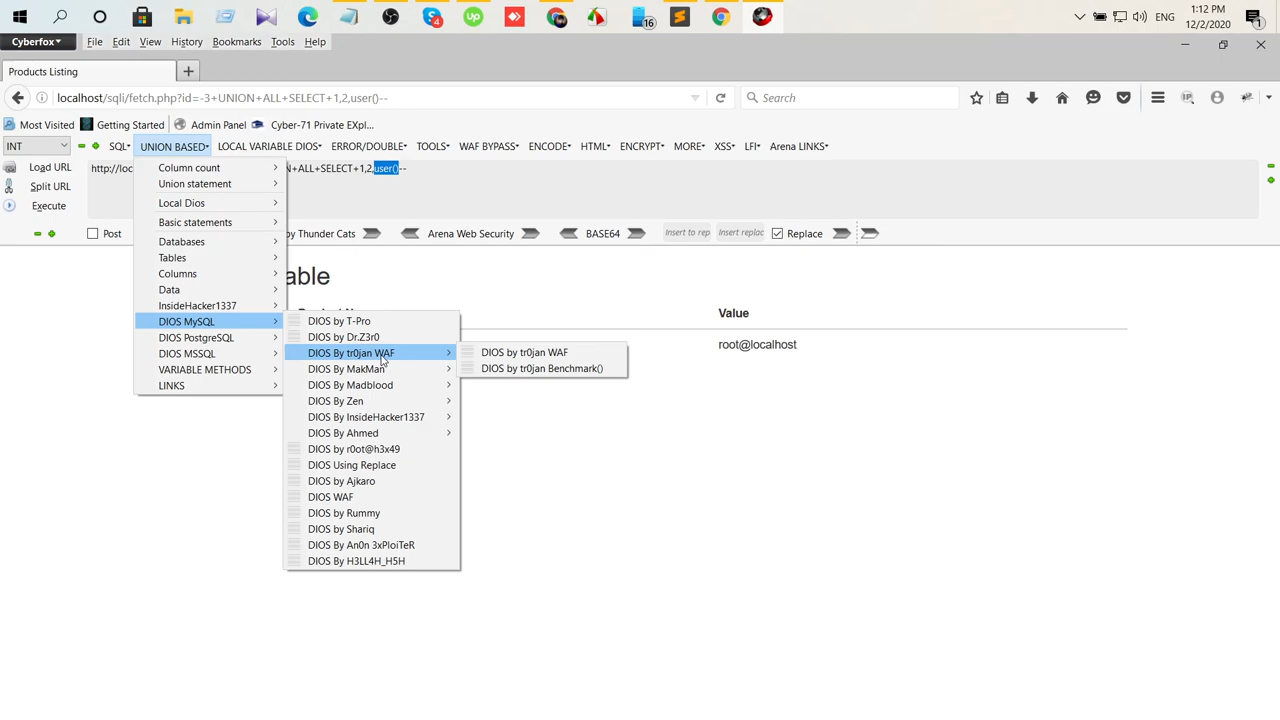 16
ENG
1:12 PM
12/2/2020
1
Cyberfox
File Edit View History Bookmarks Tools Help
Products Listing
localhost/sqli/fetch.php?id=-3+UNION+ALL+SELECT+1,2,user()--
Search
Most Visited Getting Started Admin Panel Cyber-71 Private EXpl...
INT SQL UNION BASED LOCAL VARIABLE DIOS ERROR/DOUBLE TOOLS WAF BYPASS ENCODE HTML ENCRYPT MORE XSS LFI Arena LINKS
Load URL
Split URL
Execute
http://loc
N+ALL+SELECT+1,2,user()--
Post
by Thunder Cats
Arena Web Security
BASE64
Insert to rep
Insert replac
Replace
Column count
Union statement
Local Dios
Basic statements
Databases
Tables
Columns
Data
InsideHacker1337
DIOS MySQL
DIOS PostgreSQL
DIOS MSSQL
VARIABLE METHODS
LINKS
able
Value
root@localhost
DIOS by T-Pro
DIOS by Dr.Z3r0
DIOS By tr0jan WAF
DIOS By MakMan
DIOS By Madblood
DIOS By Zen
DIOS By InsideHacker1337
DIOS By Ahmed
DIOS by r0ot@h3x49
DIOS Using Replace
DIOS by Ajkaro
DIOS WAF
DIOS by Rummy
DIOS by Shariq
DIOS By An0n 3xPloiTeR
DIOS By H3LL4H_H5H
DIOS by tr0jan WAF
DIOS by tr0jan Benchmark()